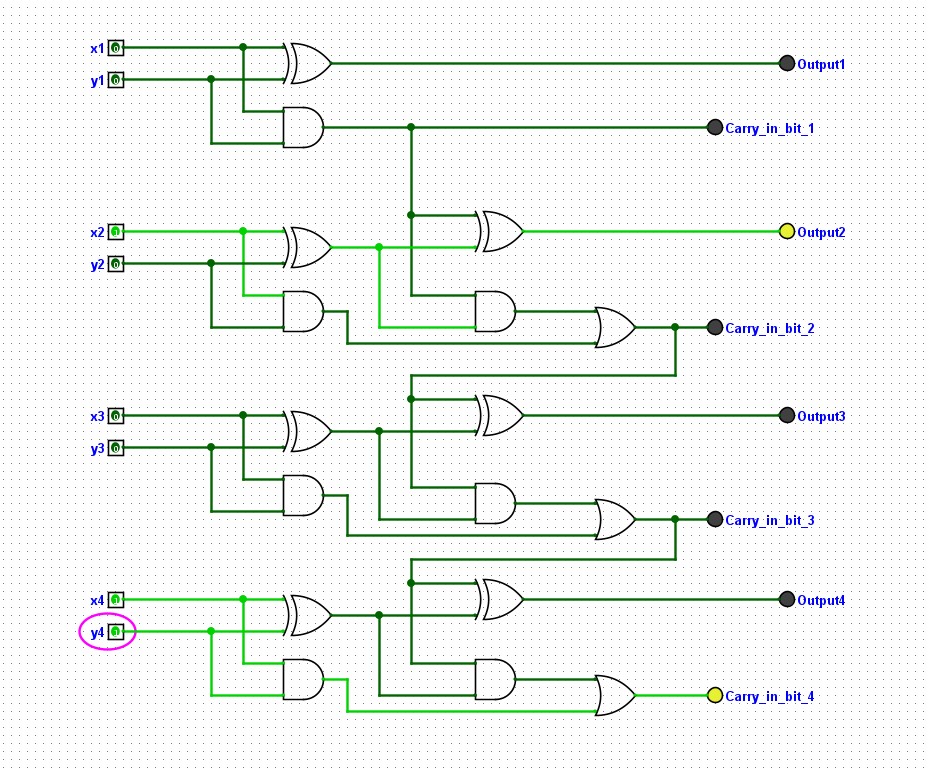 x1 0 Output1
y1 0
Carry_in_bit_1
x2 1 Output2
y2 0
Carry_in_bit_2
x3 0 Output3
y3 0
Carry_in_bit_3
x4 1 Output4
y4 1
Carry_in_bit_4